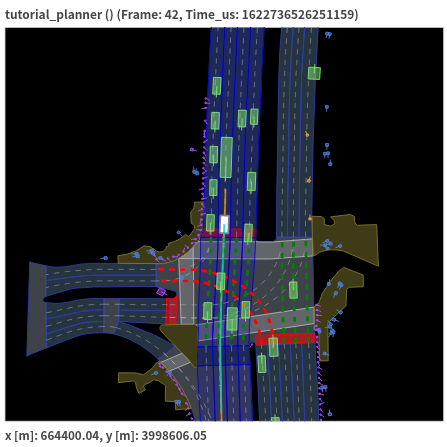 tutorial_planner () (Frame: 42, Time_us: 1622736526251159)
x [m]: 664400.04, y [m]: 3998606.05